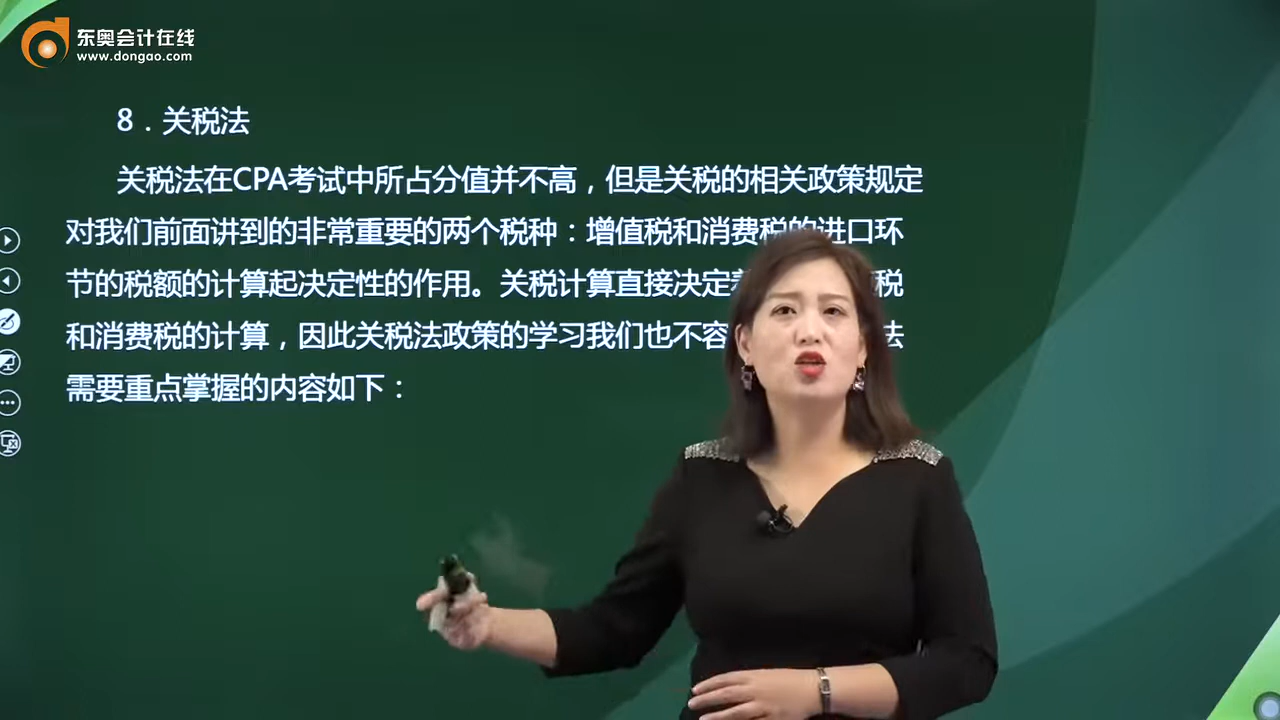 东奥会计在线
www.dongao.com
8．关税法
关税法在CPA考试中所占分值并不高，但是关税的相关政策规定
对我们前面讲到的非常重要的两个税种：增值税和消费税的进口环
节的税额的计算起决定性的作用。关税计算直接决定 税
和消费税的计算，因此关税法政策的学习我们也不容 法
需要重点掌握的内容如下：